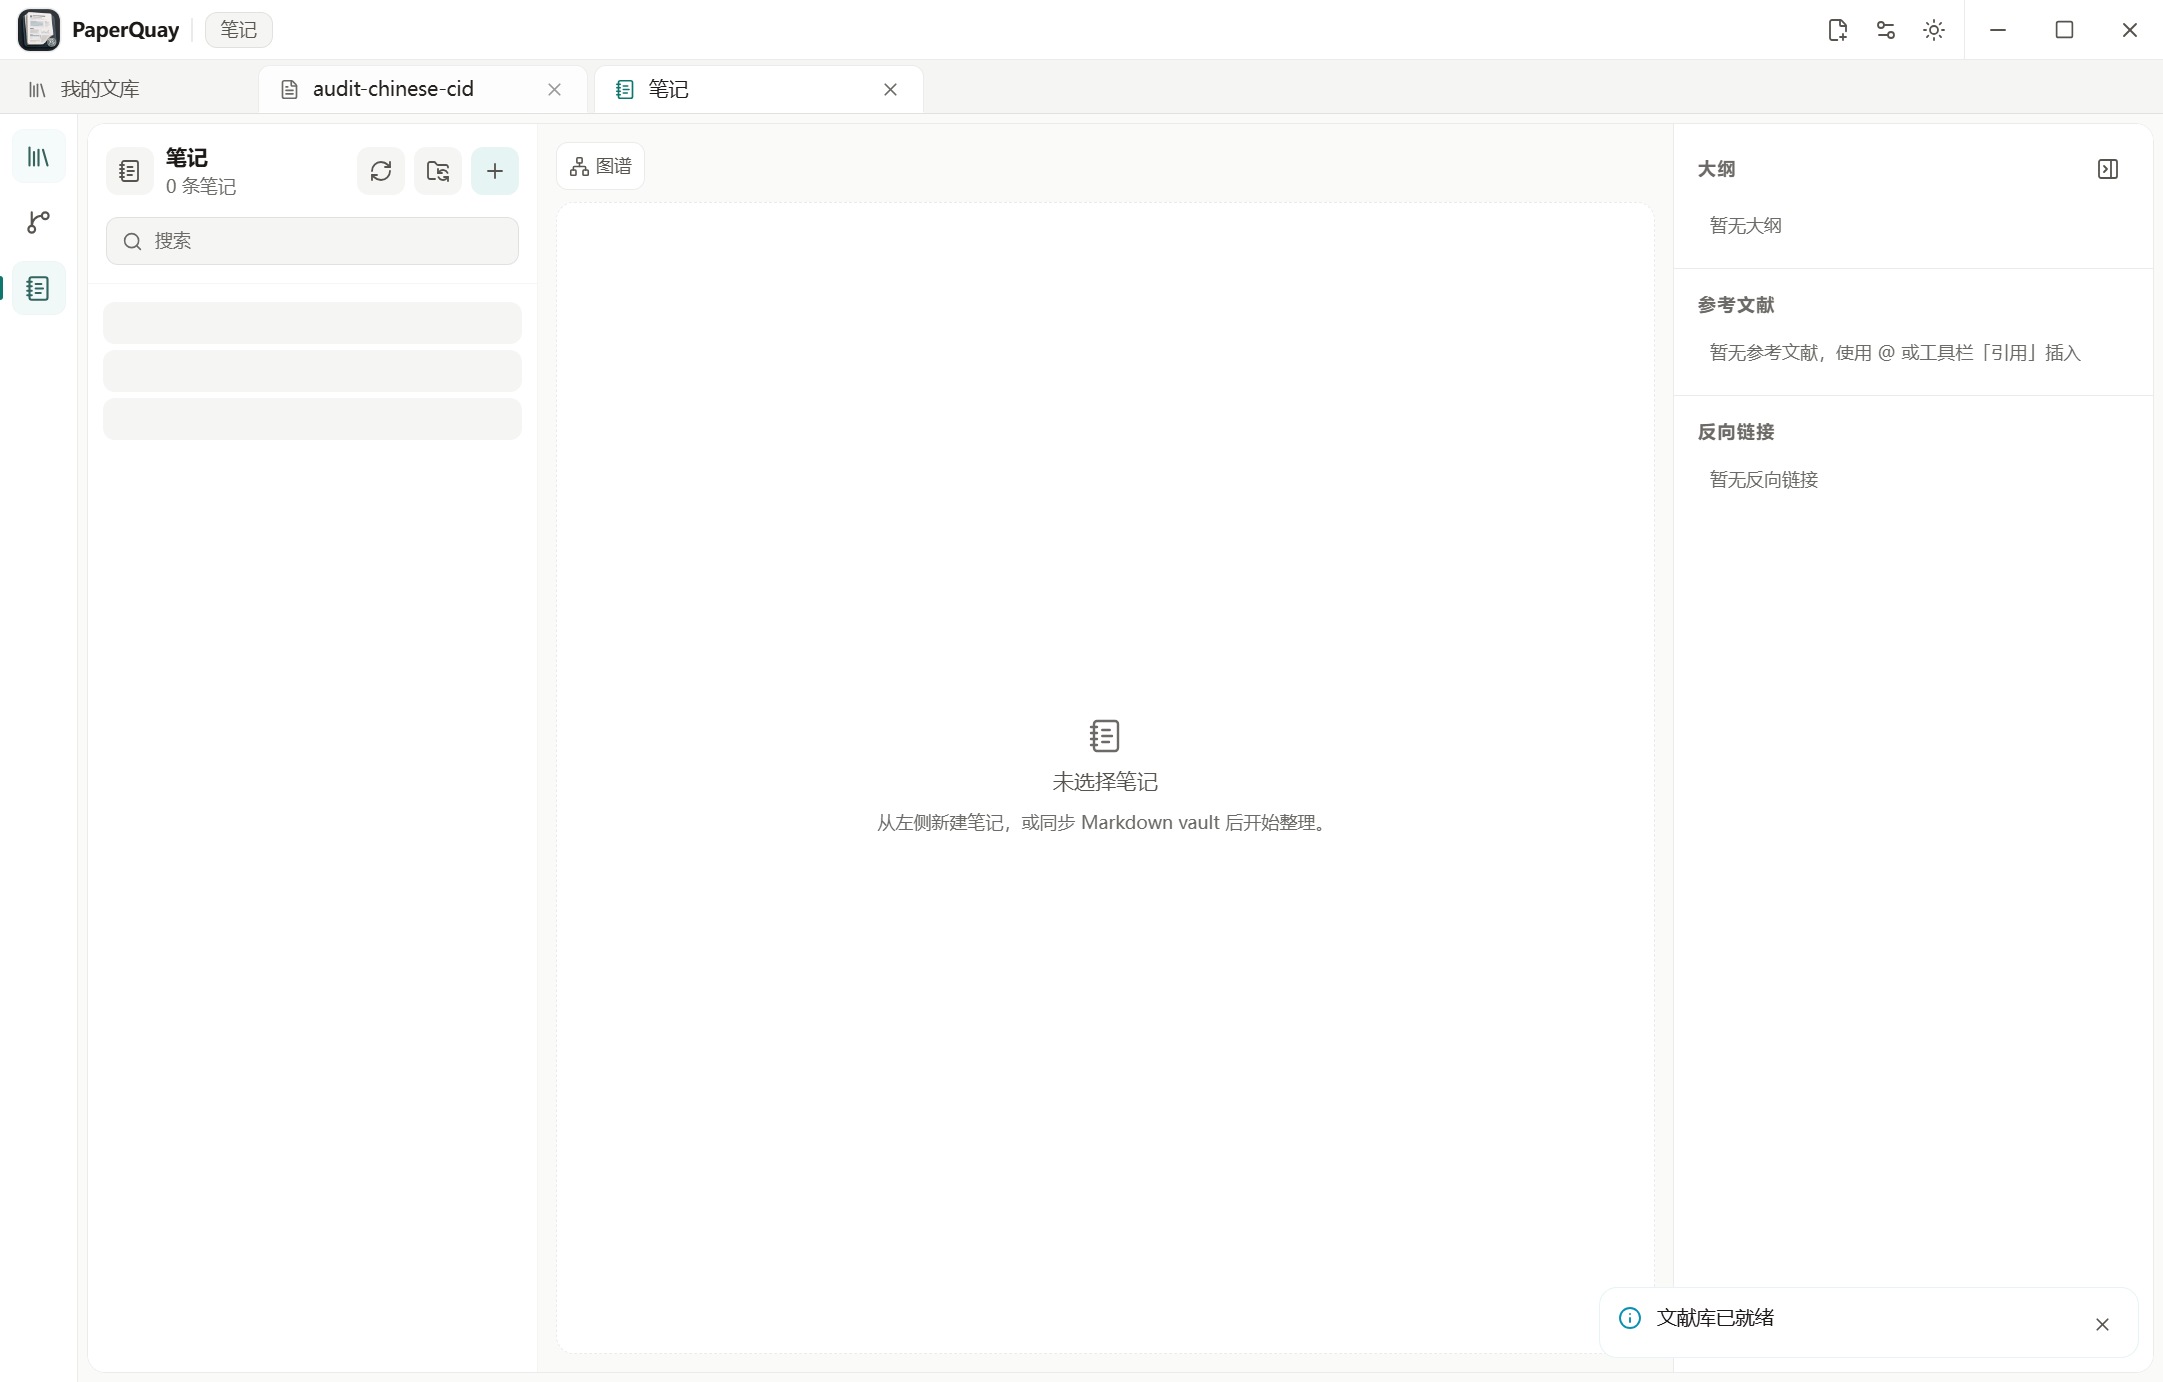 PaperQuay
笔记
我的文库
audit-chinese-cid
笔记
笔记
0 条笔记
搜索
图谱
未选择笔记
从左侧新建笔记，或同步 Markdown vault 后开始整理。
大纲
暂无大纲
参考文献
暂无参考文献，使用 @ 或工具栏「引用」插入
反向链接
暂无反向链接
文献库已就绪